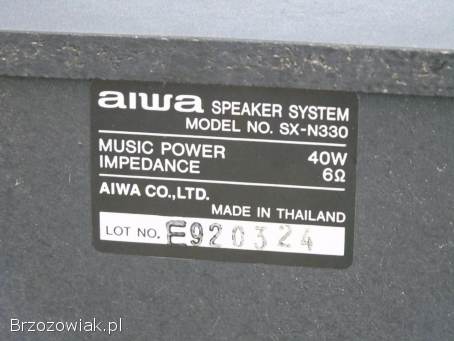 aiwa SPEAKER SYSTEM
MODEL NO. SX-N330
MUSIC POWER 40W
IMPEDANCE 6Ω
AIWA CO.,LTD.
MADE IN THAILAND
LOT NO. F920324
Brzozowiak.pl